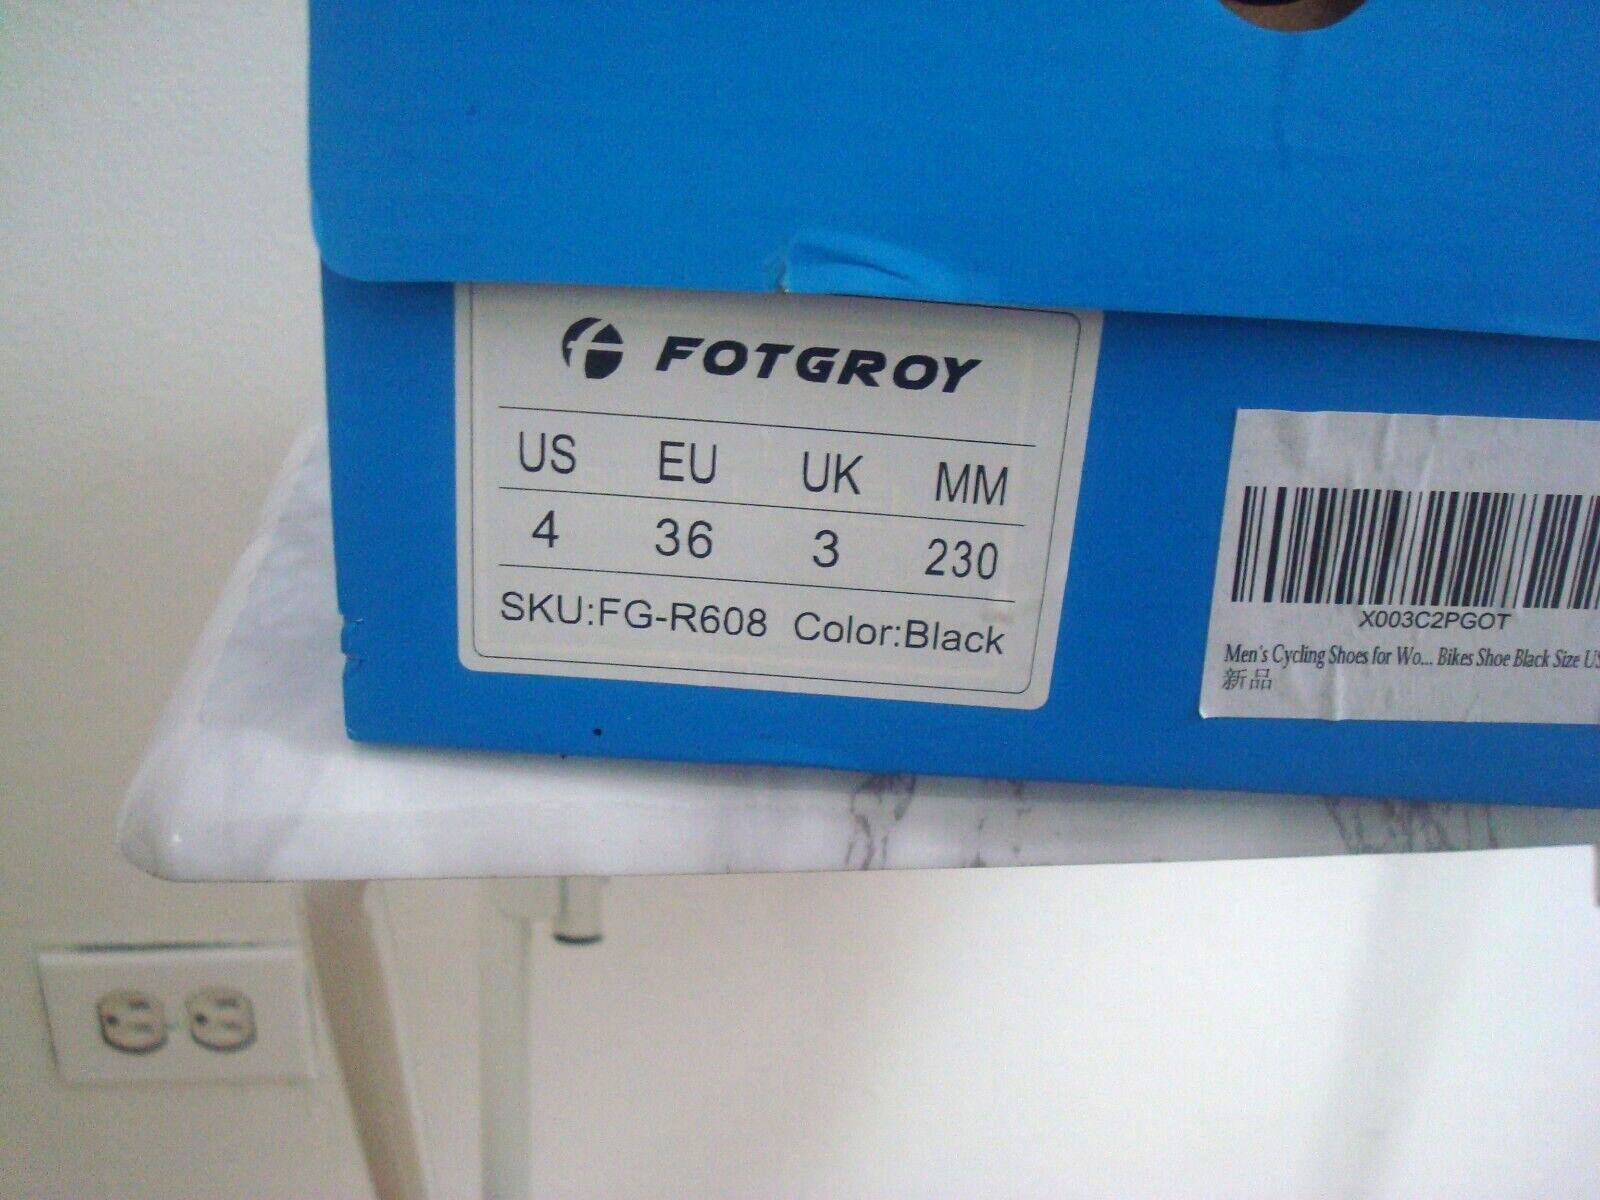 FOTGROY
US EU UK MM
4 36 3 230
SKU:FG-R608 Color:Black
X003C2PGOT
Men's Cycling Shoes for Wo... Bikes Shoe Black Size US
新品